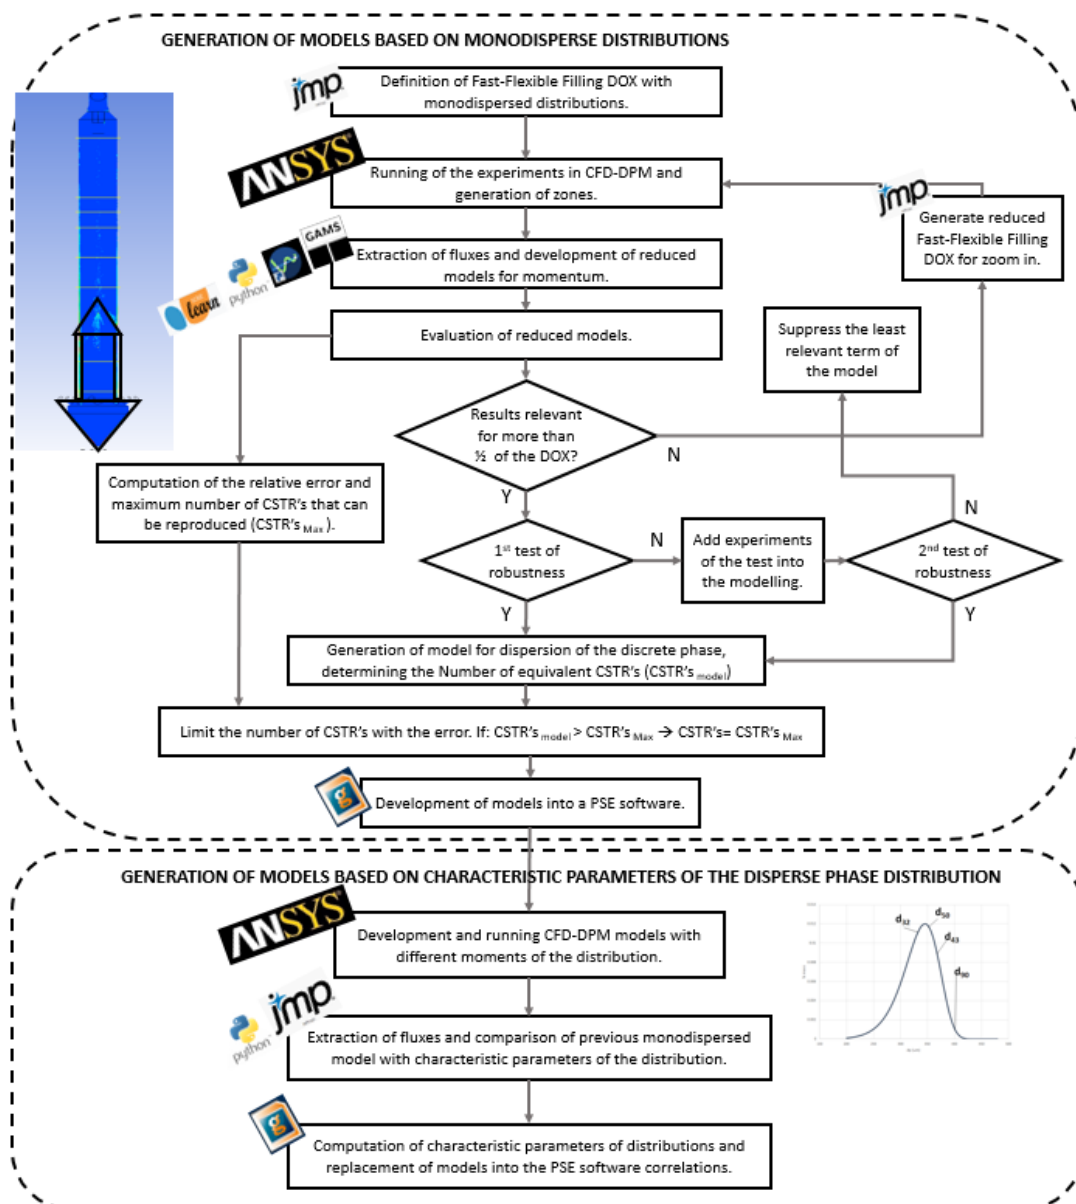 GENERATION OF MODELS BASED ON MONODISPERSE DISTRIBUTIONS
jmp
Definition of Fast-Flexible Filling DOX with
monodispersed distributions.
ANSYS
Running of the experiments in CFD-DPM and
generation of zones.
jmp
Generate reduced
Fast-Flexible Filling
DOX for zoom in.
GAMS
python
learn
Extraction of fluxes and development of reduced
models for momentum.
Evaluation of reduced models.
Suppress the least
relevant term of
the model
Results relevant
for more than
½ of the DOX?
N
Y
Computation of the relative error and
maximum number of CSTR's that can
be reproduced (CSTR's Max).
1st test of
robustness
N
Y
Add experiments
of the test into
the modelling.
2nd test of
robustness
N
Y
Generation of model for dispersion of the discrete phase,
determining the Number of equivalent CSTR's (CSTR's model)
Limit the number of CSTR's with the error. If: CSTR's model > CSTR's Max → CSTR's= CSTR's Max
g
Development of models into a PSE software.
GENERATION OF MODELS BASED ON CHARACTERISTIC PARAMETERS OF THE DISPERSE PHASE DISTRIBUTION
ANSYS
Development and running CFD-DPM models with
different moments of the distribution.
d32
d50
d43
d90
jmp
python
Extraction of fluxes and comparison of previous monodispersed
model with characteristic parameters of the distribution.
g
Computation of characteristic parameters of distributions and
replacement of models into the PSE software correlations.